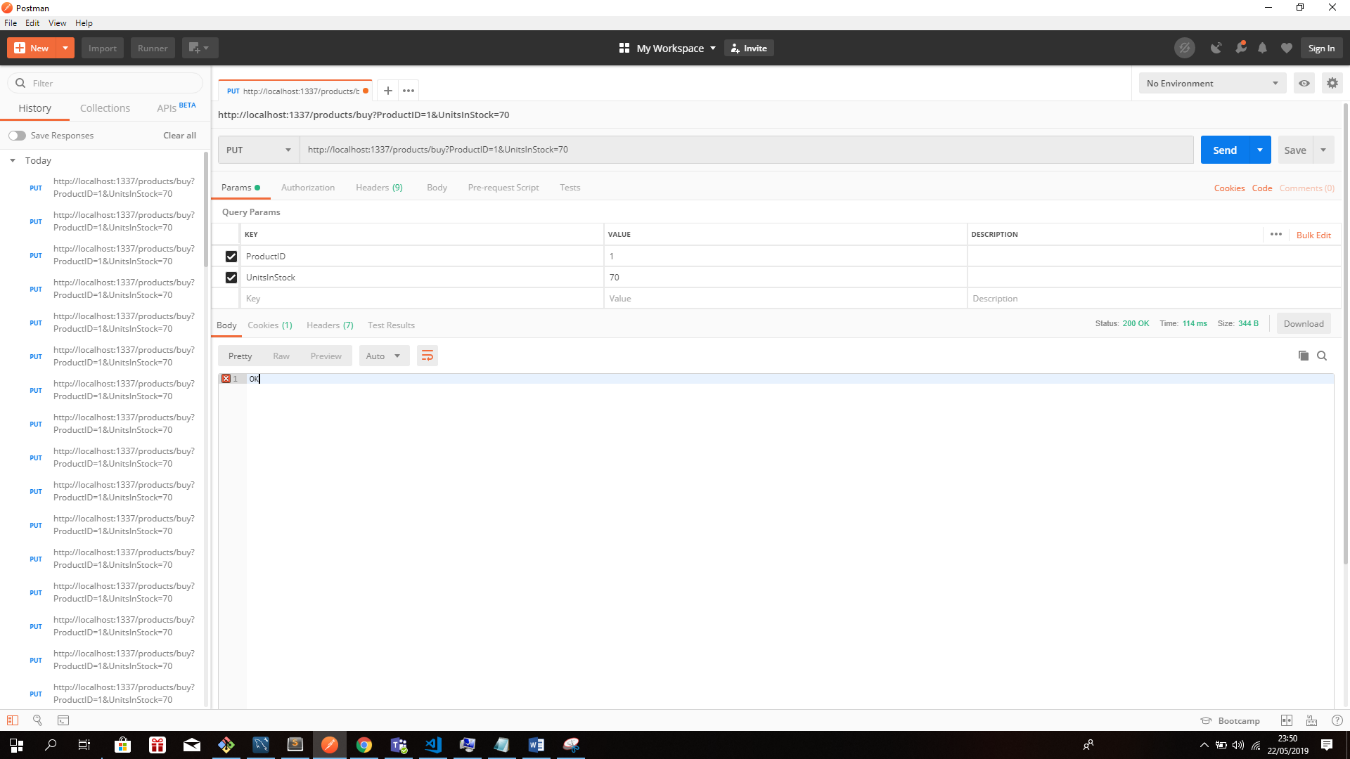 Postman
File Edit View Help
New Import Runner My Workspace Invite Sign In
Filter
History Collections APIs BETA
Save Responses Clear all
Today
PUT http://localhost:1337/products/buy?
ProductID=1&UnitsInStock=70
PUT http://localhost:1337/products/buy?
ProductID=1&UnitsInStock=70
PUT http://localhost:1337/products/buy?
ProductID=1&UnitsInStock=70
PUT http://localhost:1337/products/buy?
ProductID=1&UnitsInStock=70
PUT http://localhost:1337/products/buy?
ProductID=1&UnitsInStock=70
PUT http://localhost:1337/products/buy?
ProductID=1&UnitsInStock=70
PUT http://localhost:1337/products/buy?
ProductID=1&UnitsInStock=70
PUT http://localhost:1337/products/buy?
ProductID=1&UnitsInStock=70
PUT http://localhost:1337/products/buy?
ProductID=1&UnitsInStock=70
PUT http://localhost:1337/products/buy?
ProductID=1&UnitsInStock=70
PUT http://localhost:1337/products/buy?
ProductID=1&UnitsInStock=70
PUT http://localhost:1337/products/buy?
ProductID=1&UnitsInStock=70
PUT http://localhost:1337/products/buy?
ProductID=1&UnitsInStock=70
PUT http://localhost:1337/products/buy?
ProductID=1&UnitsInStock=70
PUT http://localhost:1337/products/buy?
ProductID=1&UnitsInStock=70
PUT http://localhost:1337/products/buy?
ProductID=1&UnitsInStock=70
PUT http://localhost:1337/products/b
No Environment
http://localhost:1337/products/buy?ProductID=1&UnitsInStock=70
PUT http://localhost:1337/products/buy?ProductID=1&UnitsInStock=70 Send Save
Params Authorization Headers (9) Body Pre-request Script Tests Cookies Code Comments (0)
Query Params
KEY VALUE DESCRIPTION Bulk Edit
ProductID 1
UnitsInStock 70
Key Value Description
Body Cookies (1) Headers (7) Test Results Status: 200 OK Time: 114 ms Size: 344 B Download
Pretty Raw Preview Auto
1 OK
Bootcamp
23:50
22/05/2019